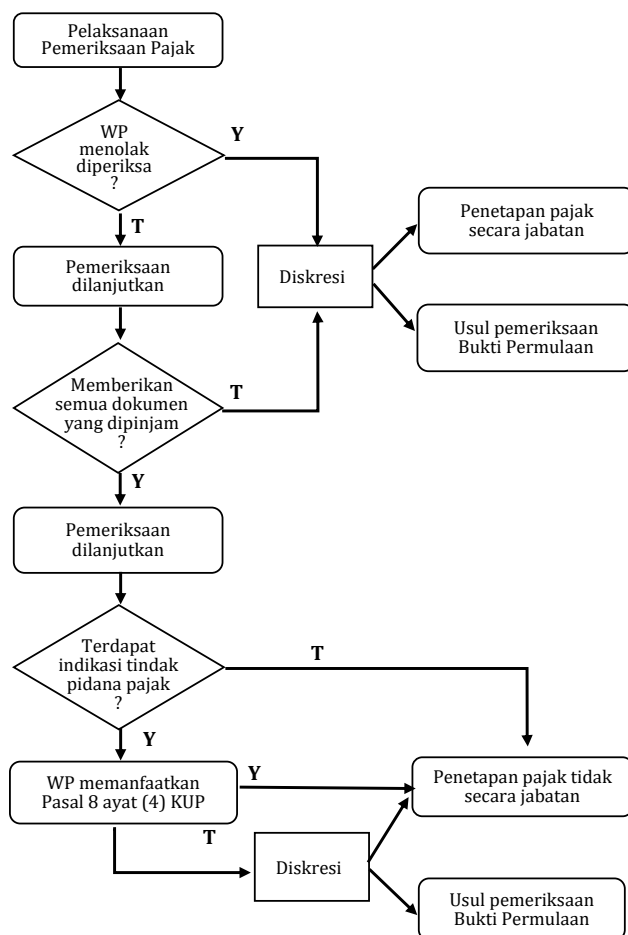 Pelaksanaan
Pemeriksaan Pajak
WP
menolak
diperiksa
?
Y
T
Pemeriksaan
dilanjutkan
Diskresi
Penetapan pajak
secara jabatan
Usul pemeriksaan
Bukti Permulaan
Memberikan
semua dokumen
yang dipinjam
?
T
Y
Pemeriksaan
dilanjutkan
Terdapat
indikasi tindak
pidana pajak
?
T
Y
WP memanfaatkan
Pasal 8 ayat (4) KUP
Y
Penetapan pajak tidak
secara jabatan
T
Diskresi
Usul pemeriksaan
Bukti Permulaan